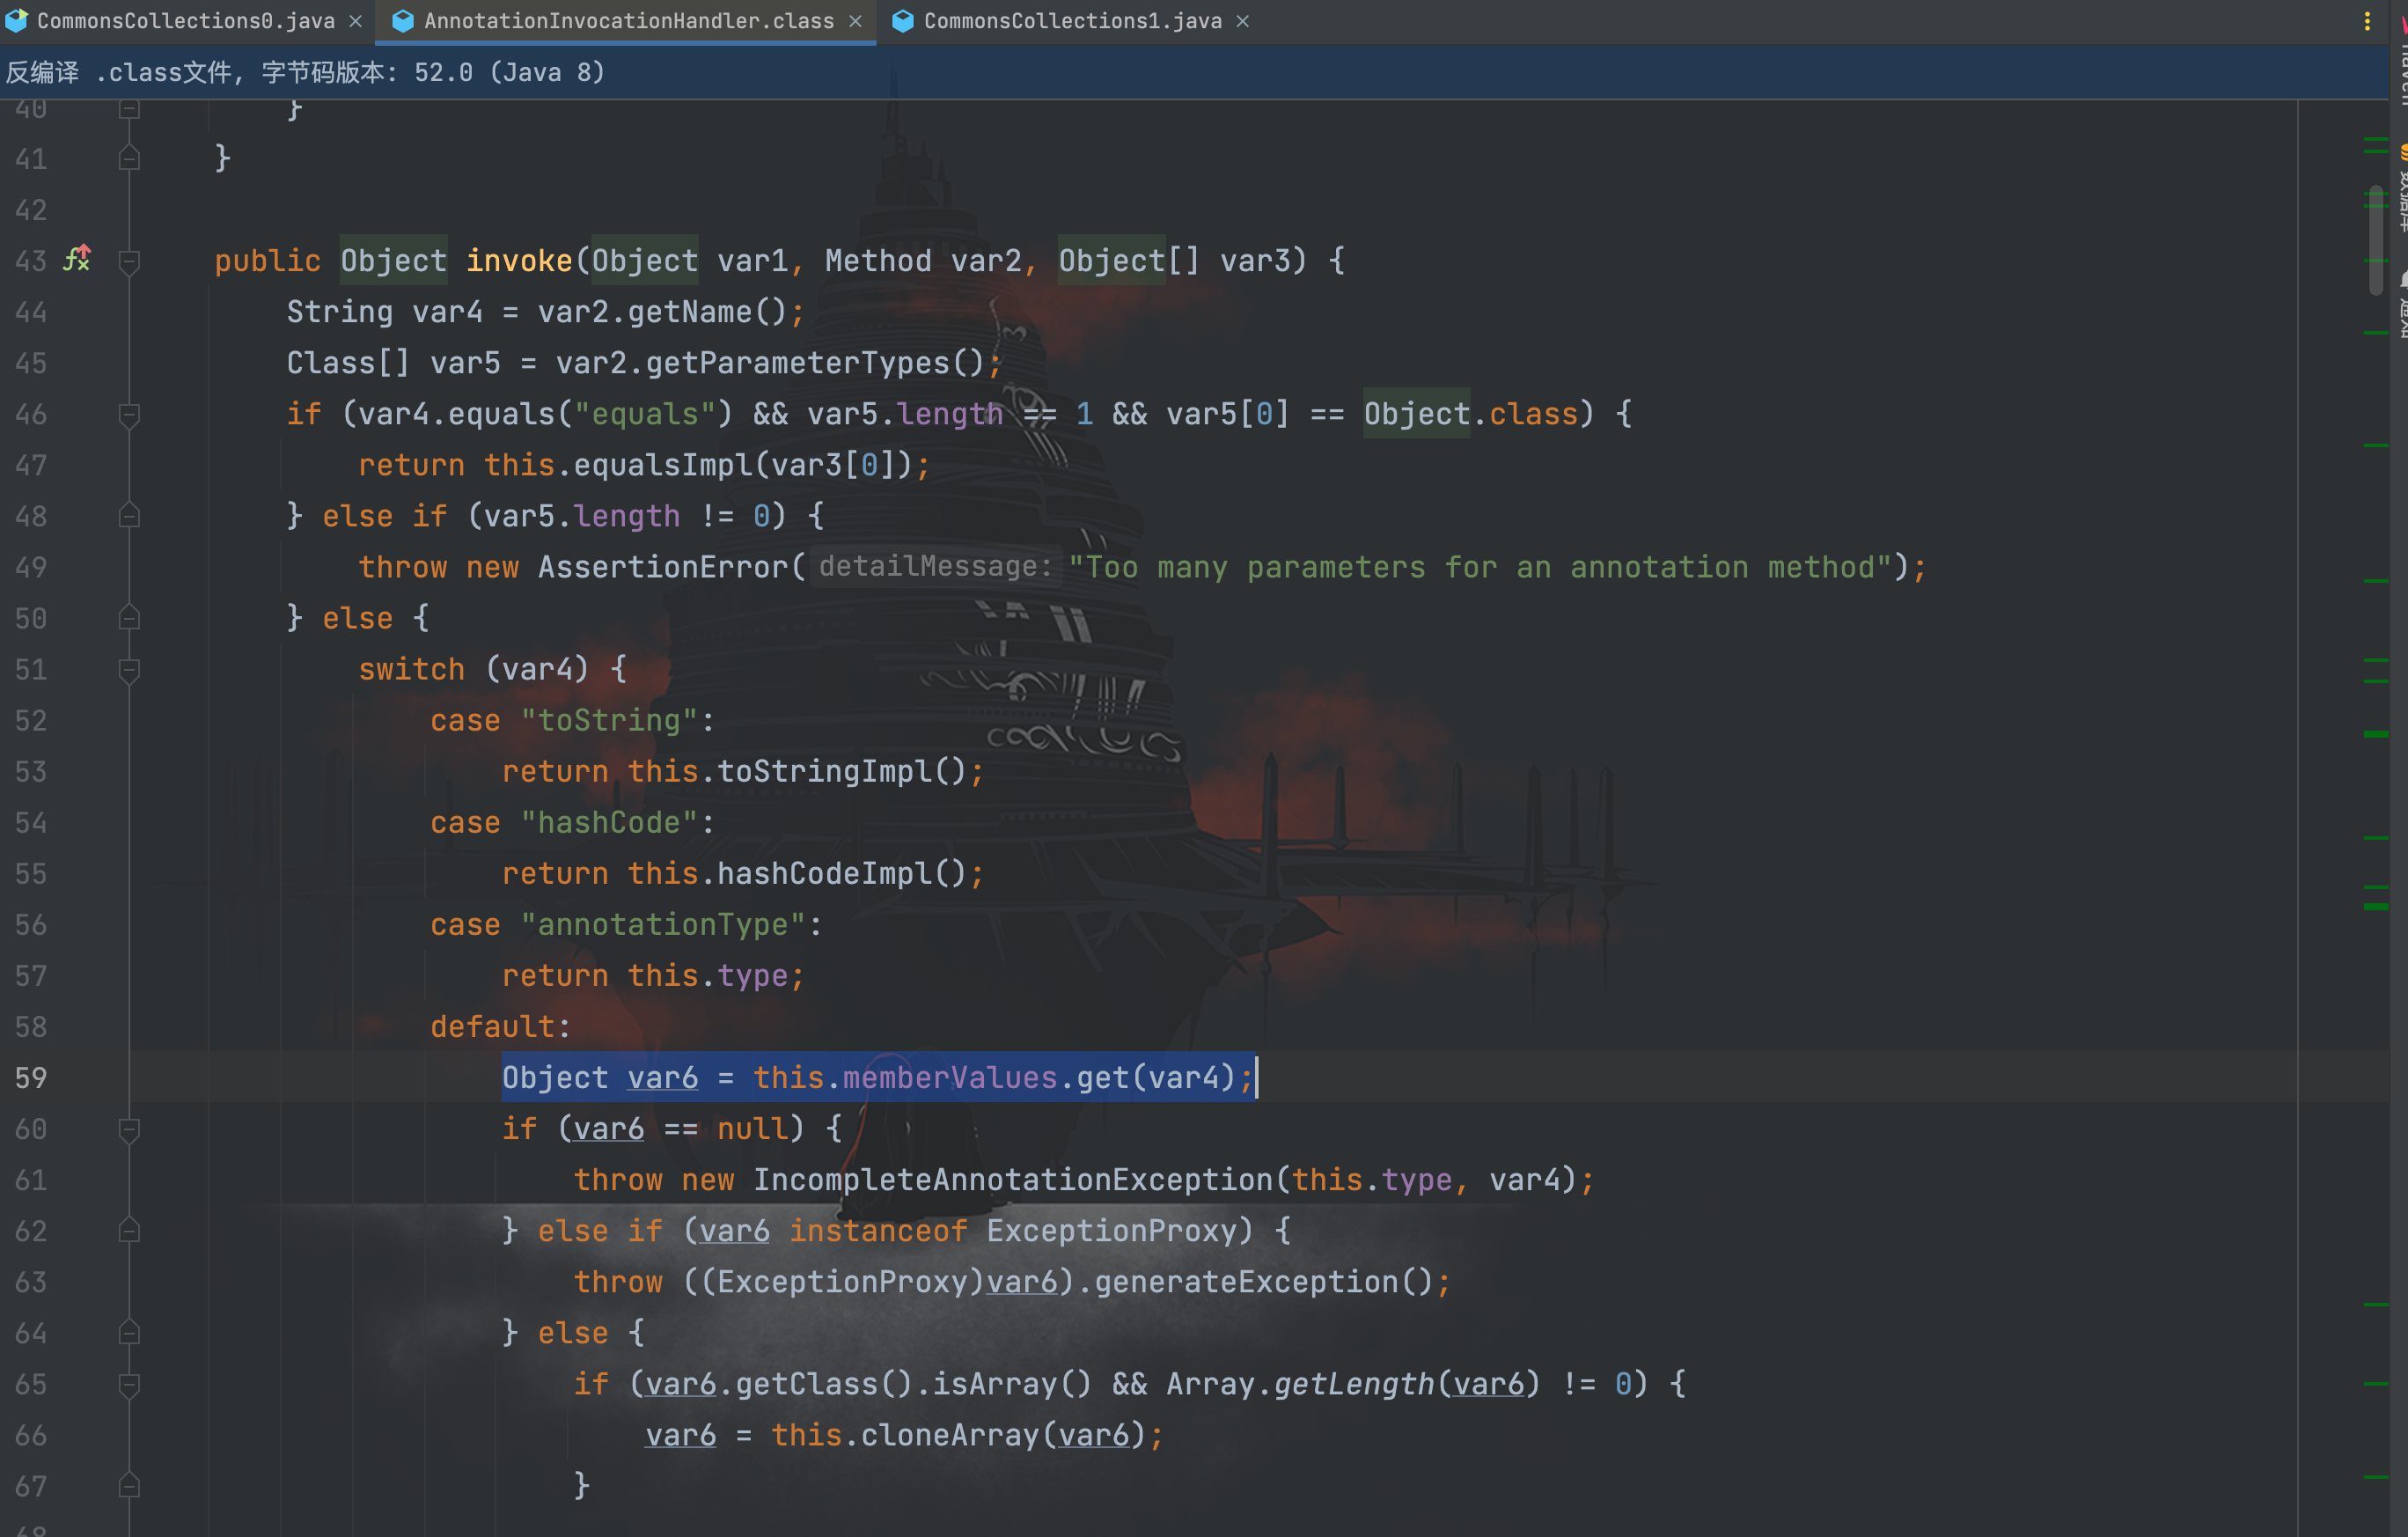 CommonsCollections0.java × AnnotationInvocationHandler.class × CommonsCollections1.java ×
反编译 .class文件, 字节码版本: 52.0 (Java 8)
40 }
41 }
42
43 public Object invoke(Object var1, Method var2, Object[] var3) {
44 String var4 = var2.getName();
45 Class[] var5 = var2.getParameterTypes();
46 if (var4.equals("equals") && var5.length == 1 && var5[0] == Object.class) {
47 return this.equalsImpl(var3[0]);
48 } else if (var5.length != 0) {
49 throw new AssertionError( detailMessage: "Too many parameters for an annotation method");
50 } else {
51 switch (var4) {
52 case "toString":
53 return this.toStringImpl();
54 case "hashCode":
55 return this.hashCodeImpl();
56 case "annotationType":
57 return this.type;
58 default:
59 Object var6 = this.memberValues.get(var4);
60 if (var6 == null) {
61 throw new IncompleteAnnotationException(this.type, var4);
62 } else if (var6 instanceof ExceptionProxy) {
63 throw ((ExceptionProxy)var6).generateException();
64 } else {
65 if (var6.getClass().isArray() && Array.getLength(var6) != 0) {
66 var6 = this.cloneArray(var6);
67 }
68